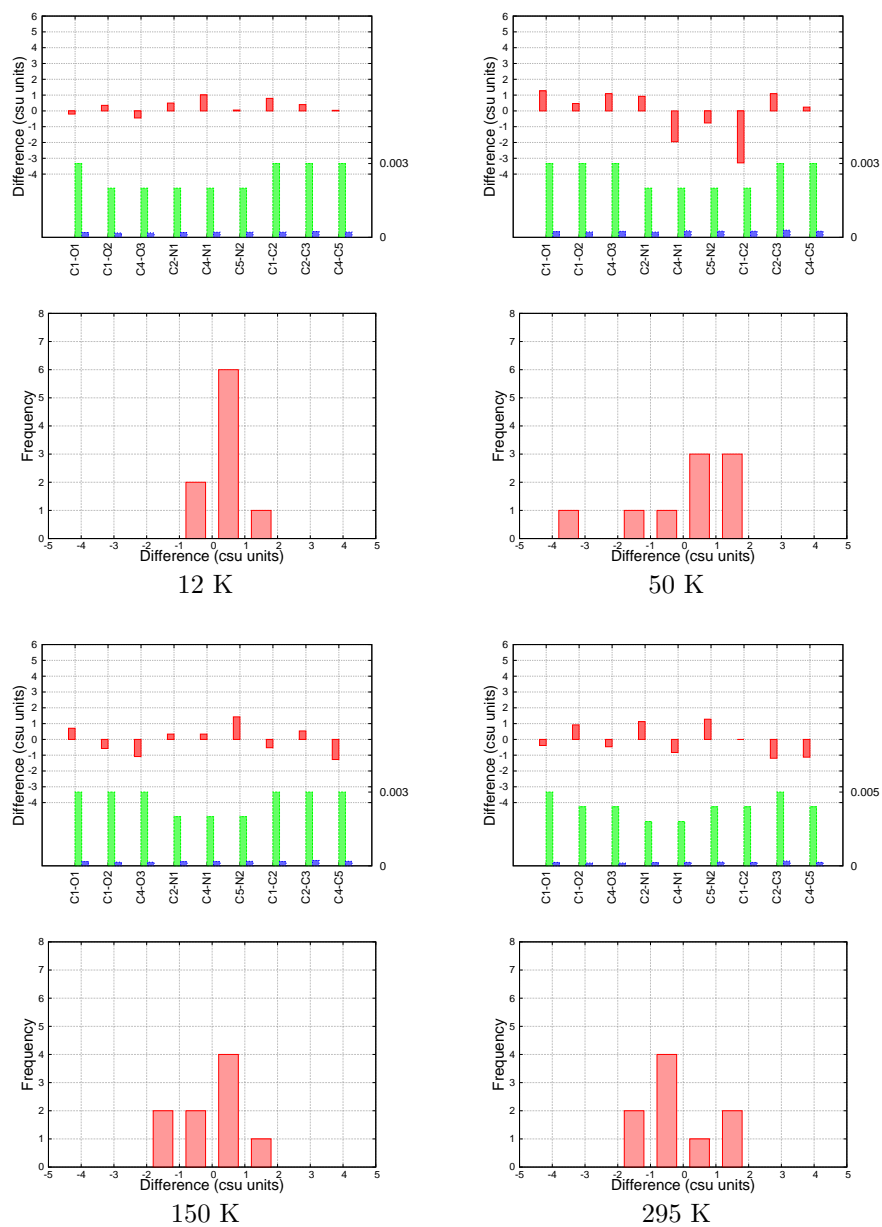 6
5
4
3
2
1
0
-1
-2
-3
-4
Difference (csu units)
0.003
0
C1-O1
C1-O2
C4-O3
C2-N1
C4-N1
C5-N2
C1-C2
C2-C3
C4-C5
6
5
4
3
2
1
0
-1
-2
-3
-4
Difference (csu units)
0.003
0
C1-O1
C1-O2
C4-O3
C2-N1
C4-N1
C5-N2
C1-C2
C2-C3
C4-C5
8
7
6
5
4
3
2
1
0
Frequency
-5 -4 -3 -2 -1 0 1 2 3 4 5
Difference (csu units)
12 K
8
7
6
5
4
3
2
1
0
Frequency
-5 -4 -3 -2 -1 0 1 2 3 4 5
Difference (csu units)
50 K
6
5
4
3
2
1
0
-1
-2
-3
-4
Difference (csu units)
0.003
0
C1-O1
C1-O2
C4-O3
C2-N1
C4-N1
C5-N2
C1-C2
C2-C3
C4-C5
6
5
4
3
2
1
0
-1
-2
-3
-4
Difference (csu units)
0.005
0
C1-O1
C1-O2
C4-O3
C2-N1
C4-N1
C5-N2
C1-C2
C2-C3
C4-C5
8
7
6
5
4
3
2
1
0
Frequency
-5 -4 -3 -2 -1 0 1 2 3 4 5
Difference (csu units)
150 K
8
7
6
5
4
3
2
1
0
Frequency
-5 -4 -3 -2 -1 0 1 2 3 4 5
Difference (csu units)
295 K